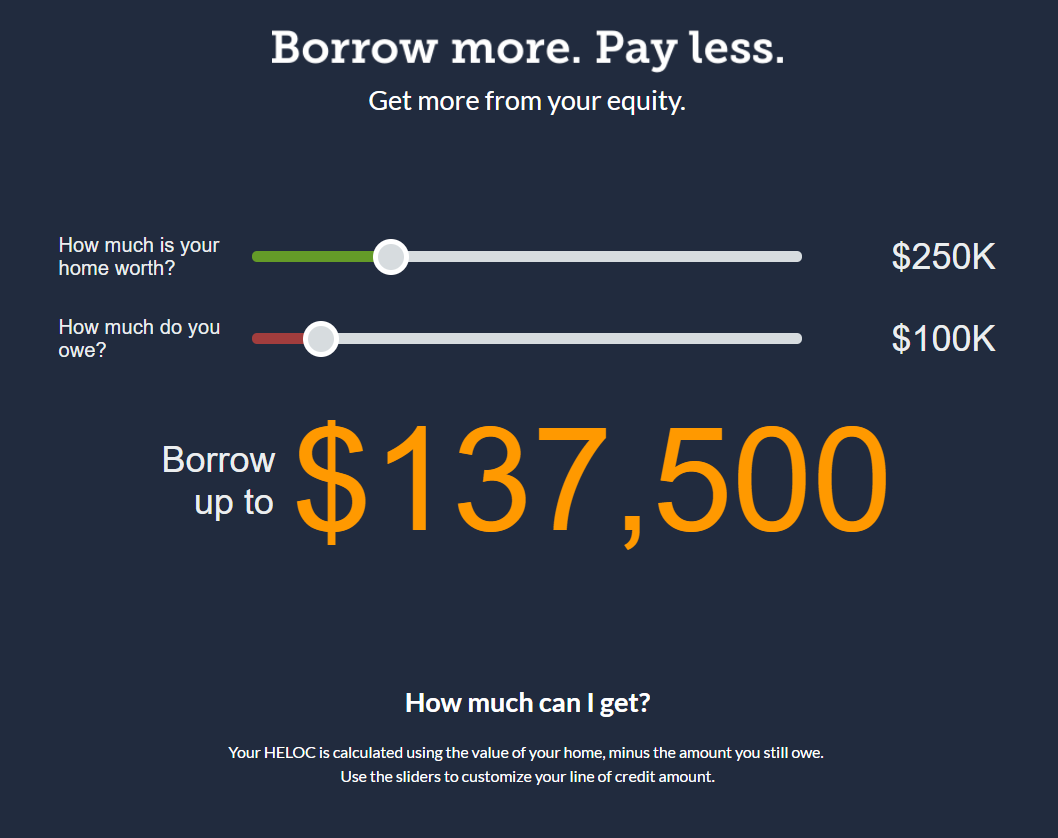 Borrow more. Pay less.
Get more from your equity.
How much is your
home worth?
$250K
How much do you
owe?
$100K
Borrow
up to
$137,500
How much can I get?
Your HELOC is calculated using the value of your home, minus the amount you still owe.
Use the sliders to customize your line of credit amount.